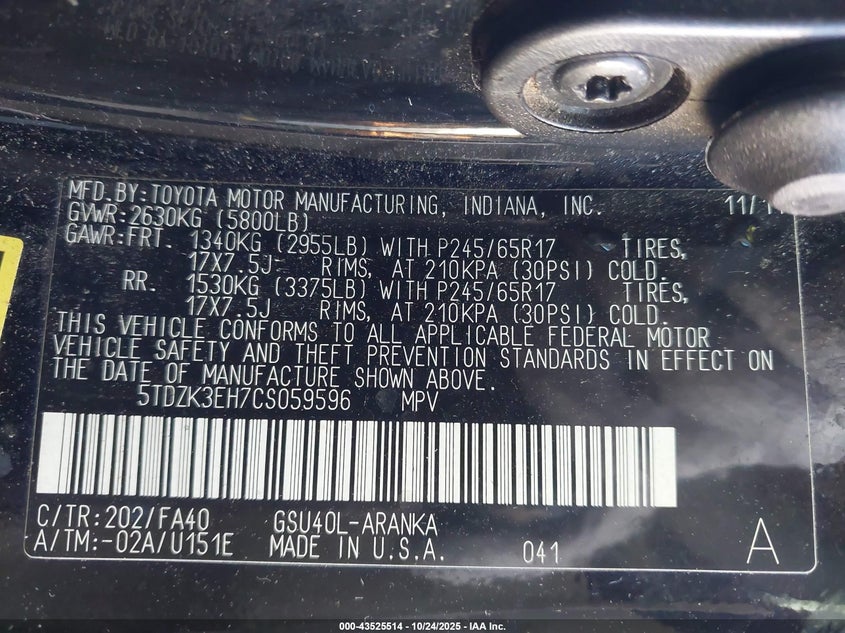 MFD.BY:TOYOTA MOTOR MANUFACTURING, INDIANA, INC. 11/11
GVWR:2630KG (5800LB)
GAWR:FRT. 1340KG (2955LB) WITH P245/65R17 TIRES,
17X7.5J- RIMS, AT 210KPA (30PSI) COLD.
RR. 1530KG (3375LB) WITH P245/65R17 TIRES,
17X7.5J RIMS, AT 210KPA (30PSI) COLD.
THIS VEHICLE CONFORMS TO ALL APPLICABLE FEDERAL MOTOR
VEHICLE SAFETY AND THEFT PREVENTION STANDARDS IN EFFECT ON
THE DATE OF MANUFACTURE SHOWN ABOVE.
5TDZK3EH7CS059596 MPV
C/TR:202/FA40 GSU40L-ARANKA
A/TM:-02A/U151E MADE IN U.S.A. 041 A
000-43525514 - 10/24/2025 - IAA Inc.